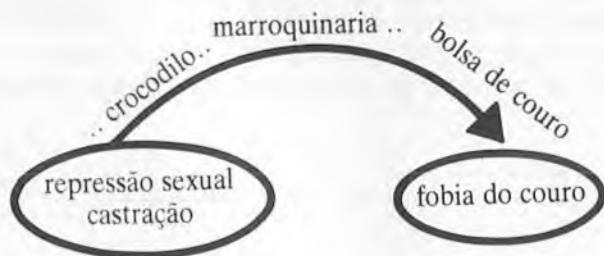 .. crocodilo..
marroquinaria ..
bolsa de couro
repressão sexual
castração
fobia do couro